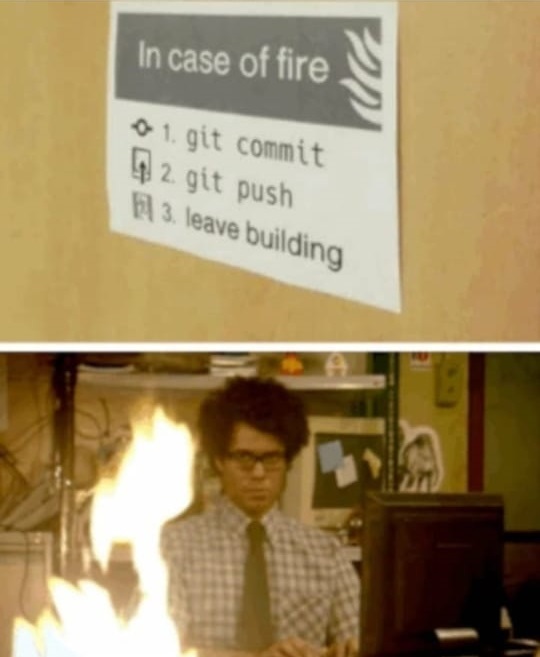 In case of fire
1. git commit
2. git push
3. leave building